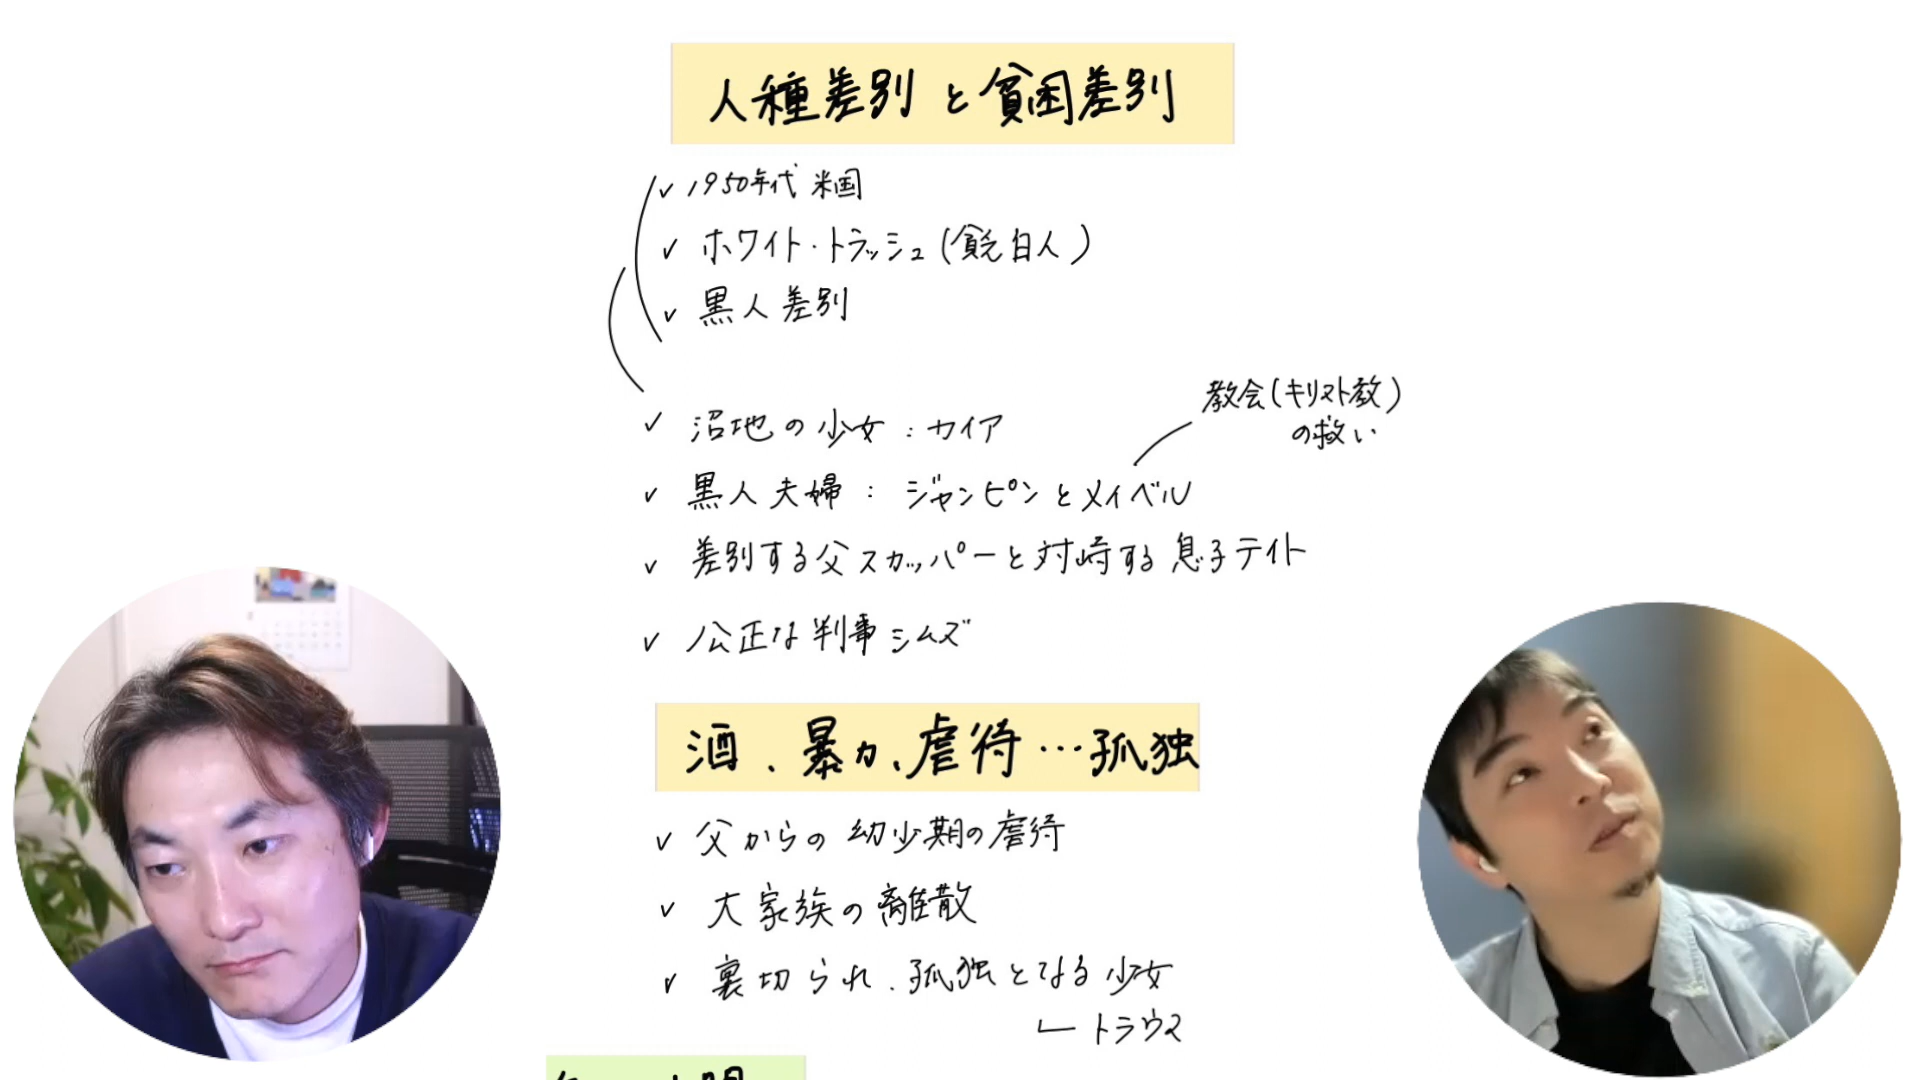 人種差別と貧困差別
✓ 1950年代 米国
✓ ホワイト・トラッシュ(貧乏白人)
✓ 黒人差別
教会(キリスト教)
の救い
✓ 沼地の少女:カイア
✓ 黒人夫婦:ジャンピンとメイベル
✓ 差別する父スカッパーと対峙する息子テイト
✓ 公正な判事シムズ
酒、暴力、虐待…孤独
✓ 父からの幼少期の虐待
✓ 大家族の離散
✓ 裏切られ、孤独となる少女
トラウマ